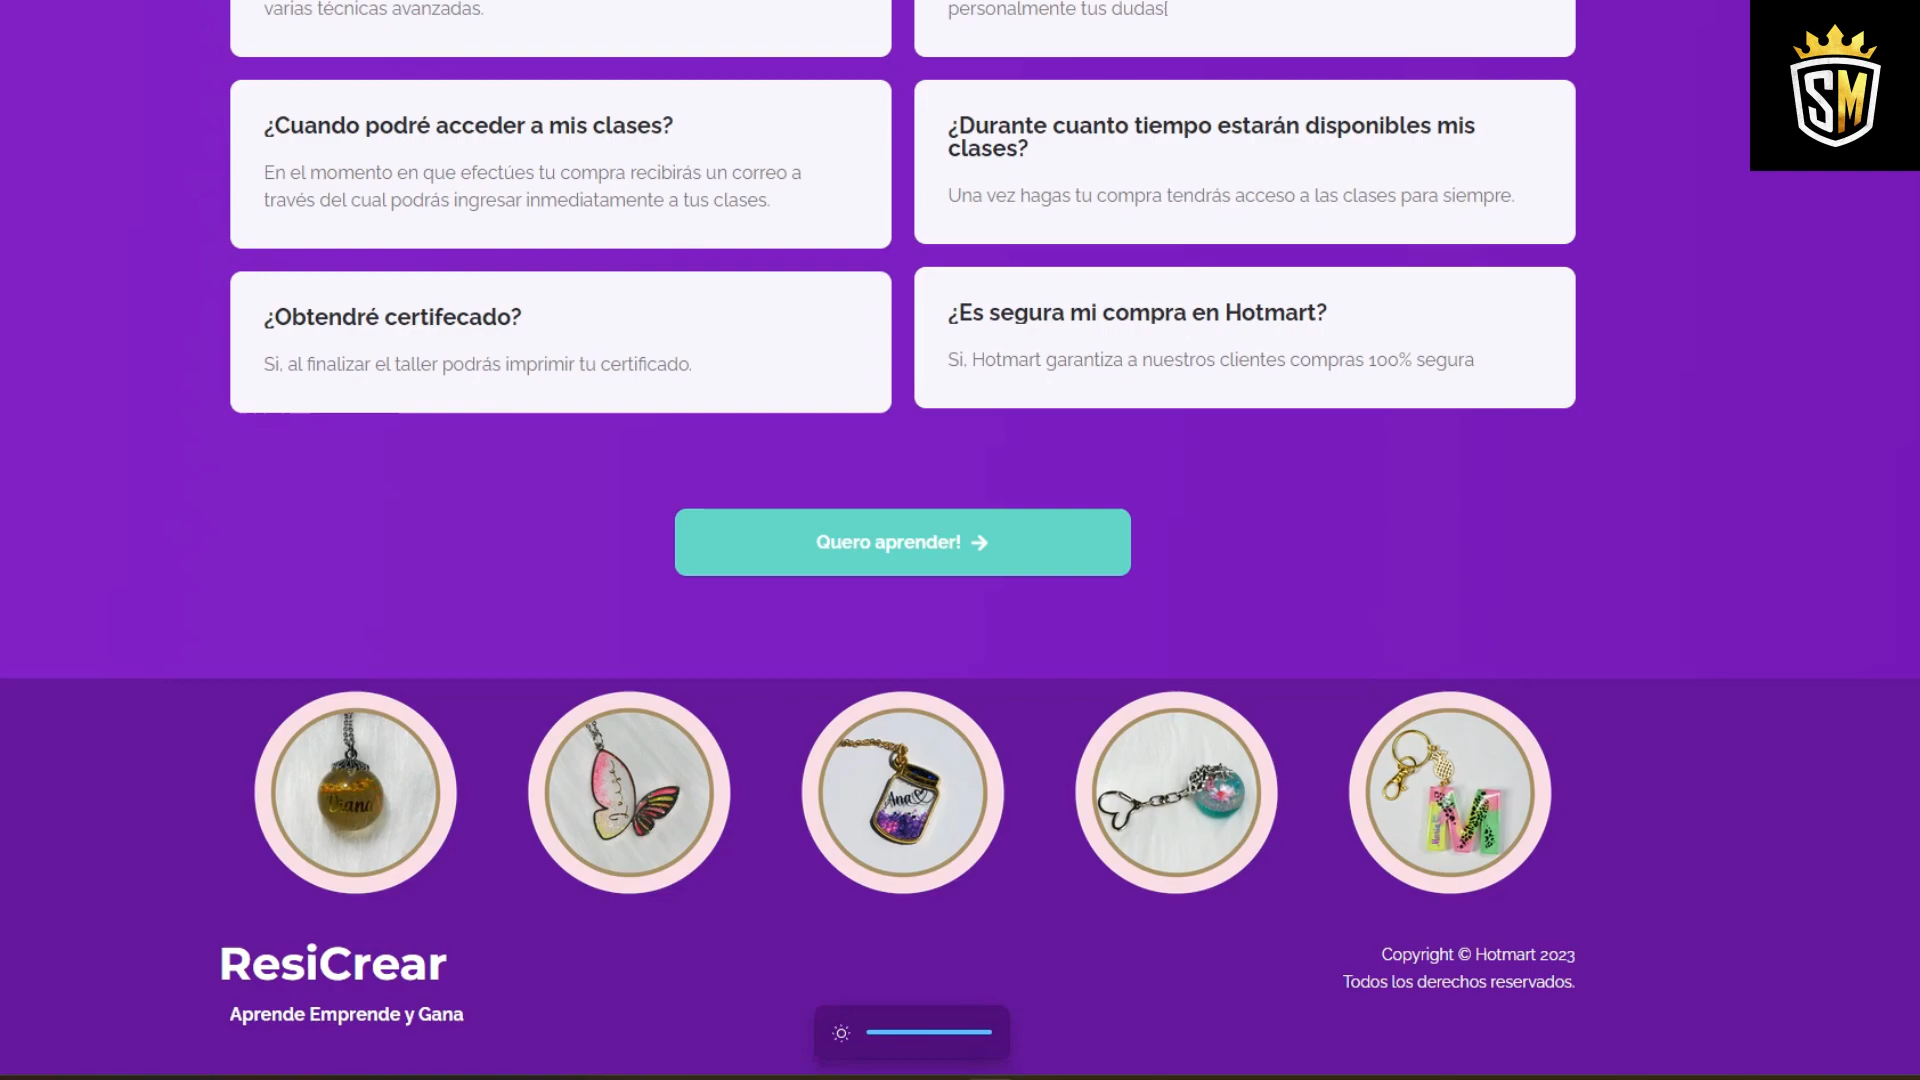 varias técnicas avanzadas.
personalmente tus dudas[
SM
¿Cuando podré acceder a mis clases?
En el momento en que efectúes tu compra recibirás un correo a
través del cual podrás ingresar inmediatamente a tus clases.
¿Durante cuanto tiempo estarán disponibles mis
clases?
Una vez hagas tu compra tendrás acceso a las clases para siempre.
¿Obtendré certifecado?
Si, al finalizar el taller podrás imprimir tu certificado.
¿Es segura mi compra en Hotmart?
Si, Hotmart garantiza a nuestros clientes compras 100% segura
Quero aprender!
Diana
Ana
M
ResiCrear
Aprende Emprende y Gana
Copyright © Hotmart 2023
Todos los derechos reservados.